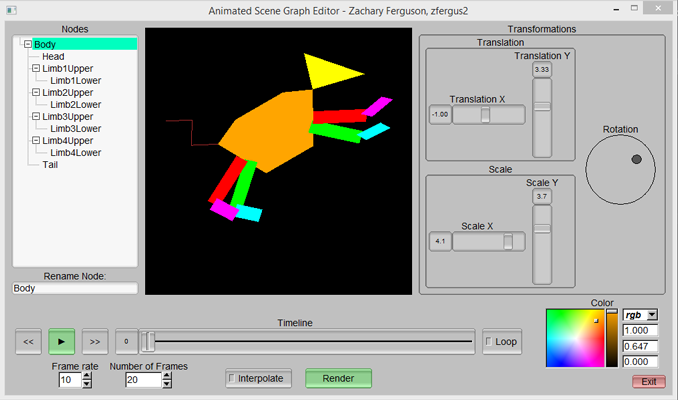 Animated Scene Graph Editor - Zachary Ferguson, zfergus2
Nodes
Body
Head
Limb1Upper
Limb1Lower
Limb2Upper
Limb2Lower
Limb3Upper
Limb3Lower
Limb4Upper
Limb4Lower
Tail
Rename Node:
Body
Transformations
Translation
Translation Y
3.33
Translation X
-1.00
Scale
Scale Y
3.7
Scale X
4.1
Rotation
Timeline
<< >> 0
Loop
Frame rate
10
Number of Frames
20
Interpolate
Render
Color
rgb
1.000
0.647
0.000
Exit